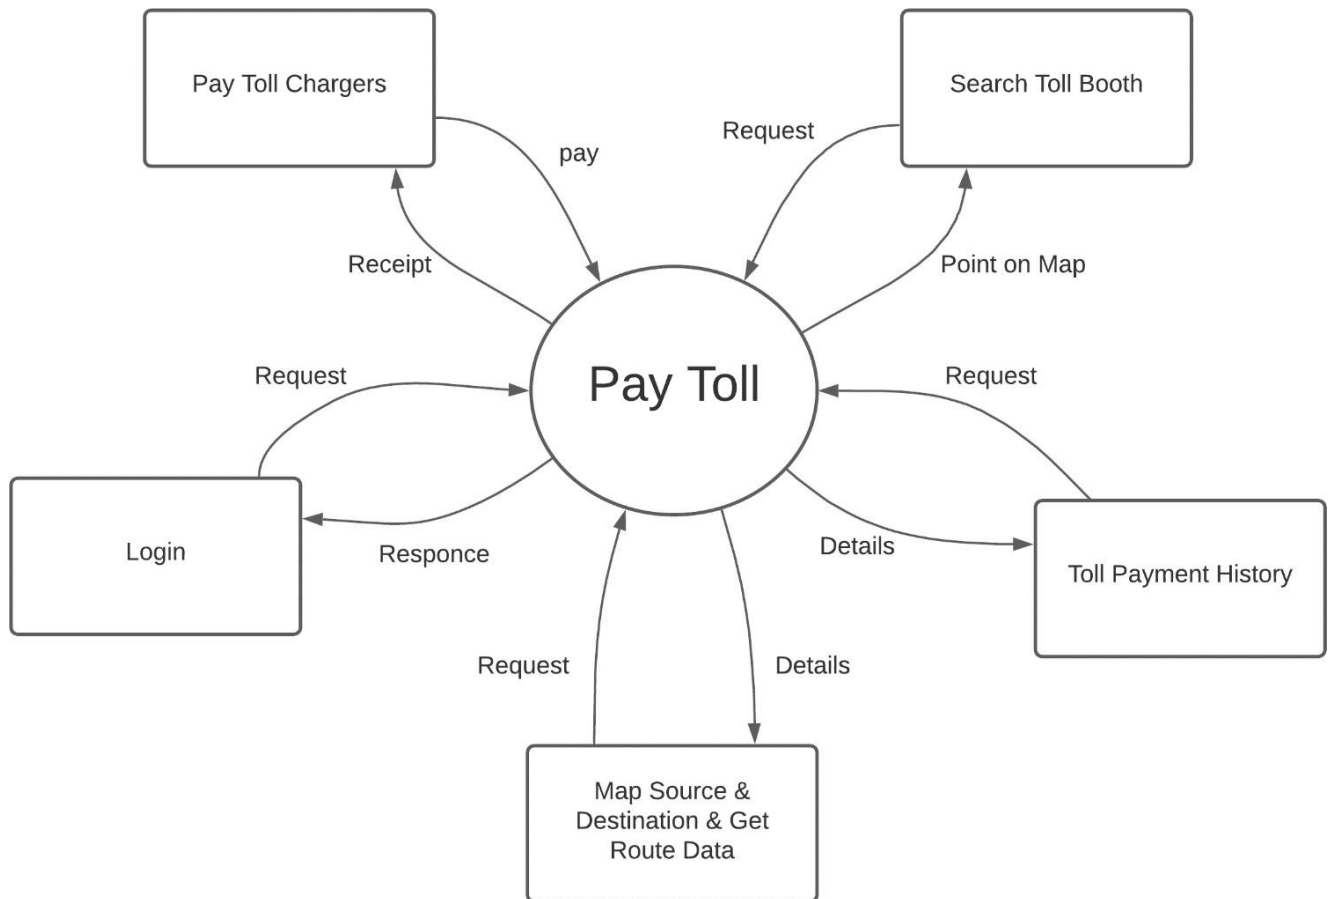 Pay Toll Chargers
Search Toll Booth
Request
pay
Receipt
Point on Map
Pay Toll
Request
Request
Login
Responce
Details
Toll Payment History
Request
Details
Map Source &
Destination & Get
Route Data